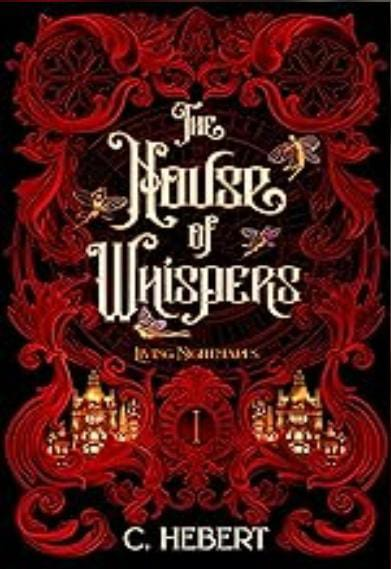 The
House
of
Whispers
Living Nightmares
I
C. HEBERT